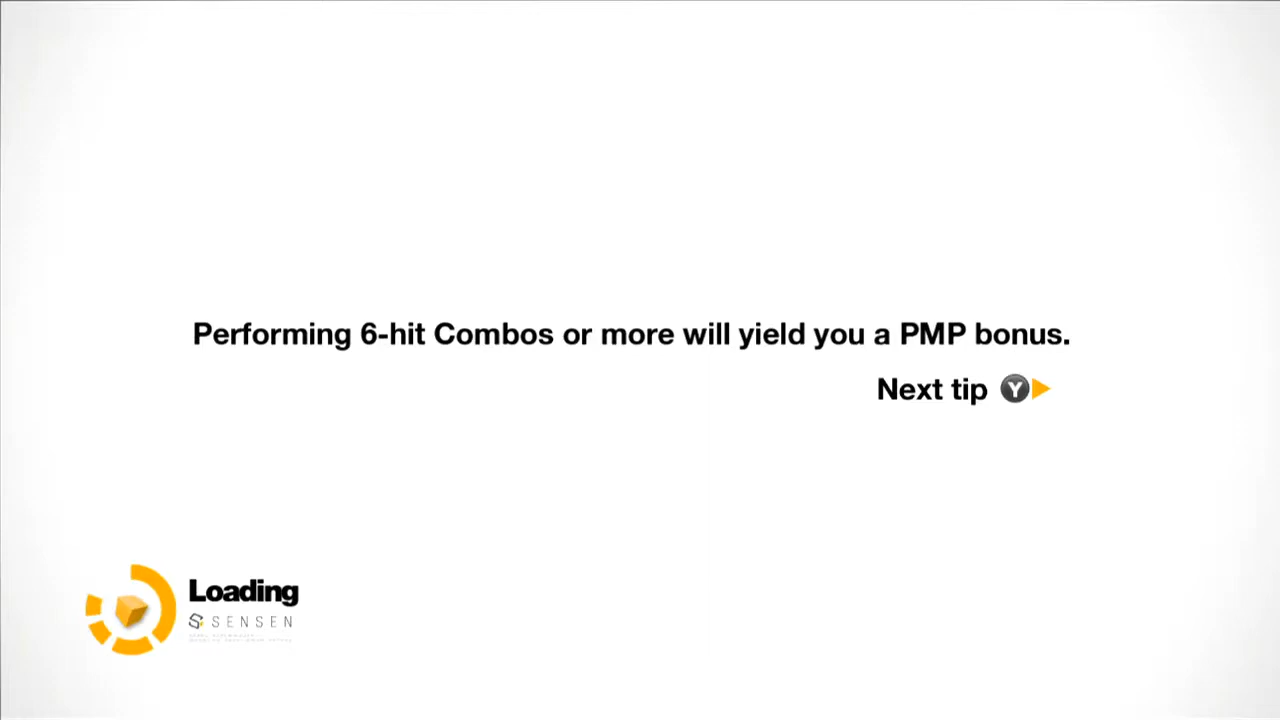 Performing 6-hit Combos or more will yield you a PMP bonus.
Next tip Y
Loading
SENSEN